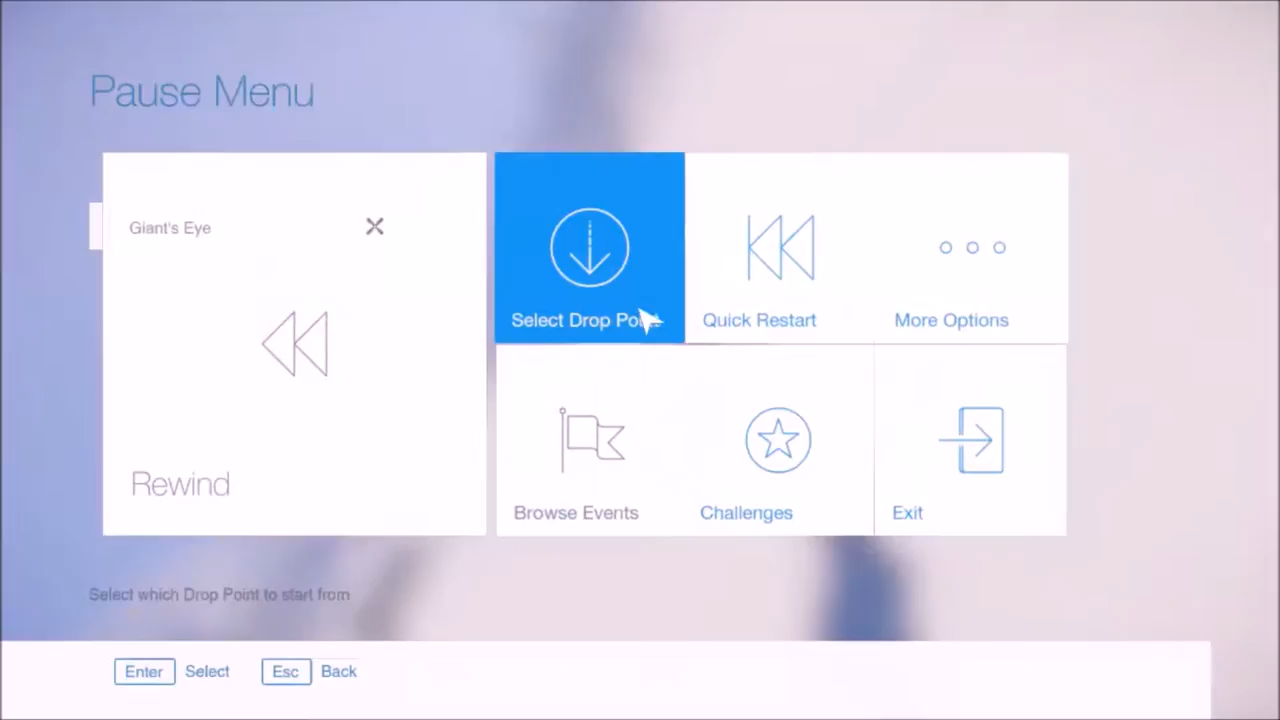 Pause Menu
Giant's Eye
Rewind
Select Drop Point
Quick Restart
More Options
Browse Events
Challenges
Exit
Select which Drop Point to start from
Enter Select Esc Back